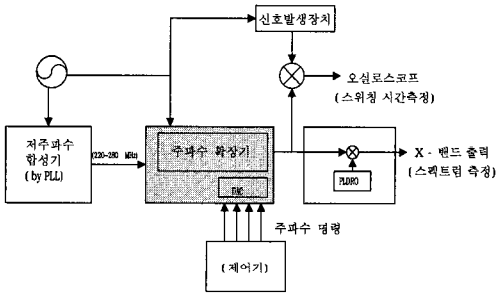 신호발생장치
오실로스코프
(스위칭 시간측정)
저주파수
합성기
(by PLL)
(220-280 MHz)
주파수 확장기
X - 밴드 출력
(스펙트럼 측정)
PLDRO
주파수 명령
(제어기)